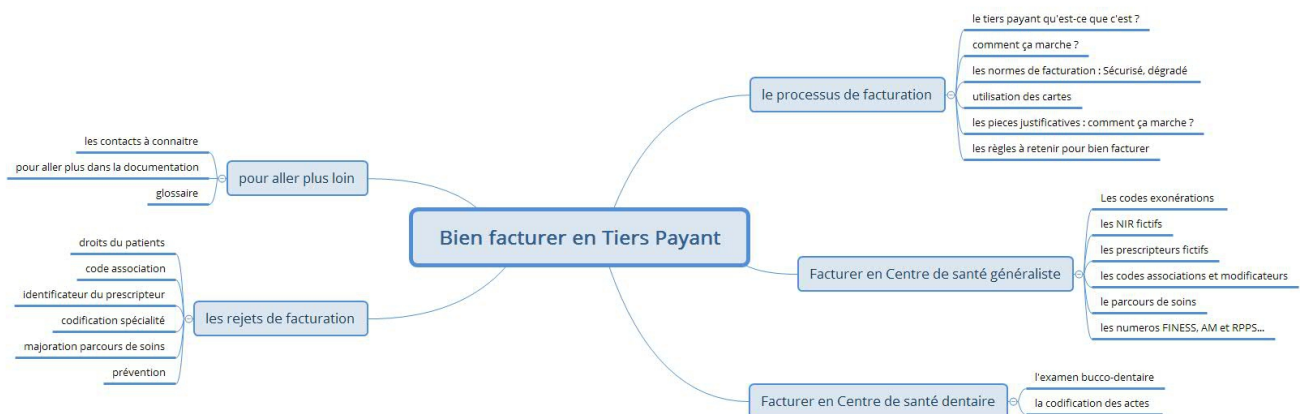 Bien facturer en Tiers Payant
le processus de facturation
le tiers payant qu'est-ce que c'est ?
comment ça marche ?
les normes de facturation : Sécurisé, dégradé
utilisation des cartes
les pieces justificatives : comment ça marche ?
les règles à retenir pour bien facturer
Facturer en Centre de santé généraliste
Les codes exonérations
les NIR fictifs
les prescripteurs fictifs
les codes associations et modificateurs
le parcours de soins
les numeros FINESS, AM et RPPS...
Facturer en Centre de santé dentaire
l'examen bucco-dentaire
la codification des actes
pour aller plus loin
les contacts à connaitre
pour aller plus dans la documentation
glossaire
les rejets de facturation
droits du patients
code association
identificateur du prescripteur
codification spécialité
majoration parcours de soins
prévention